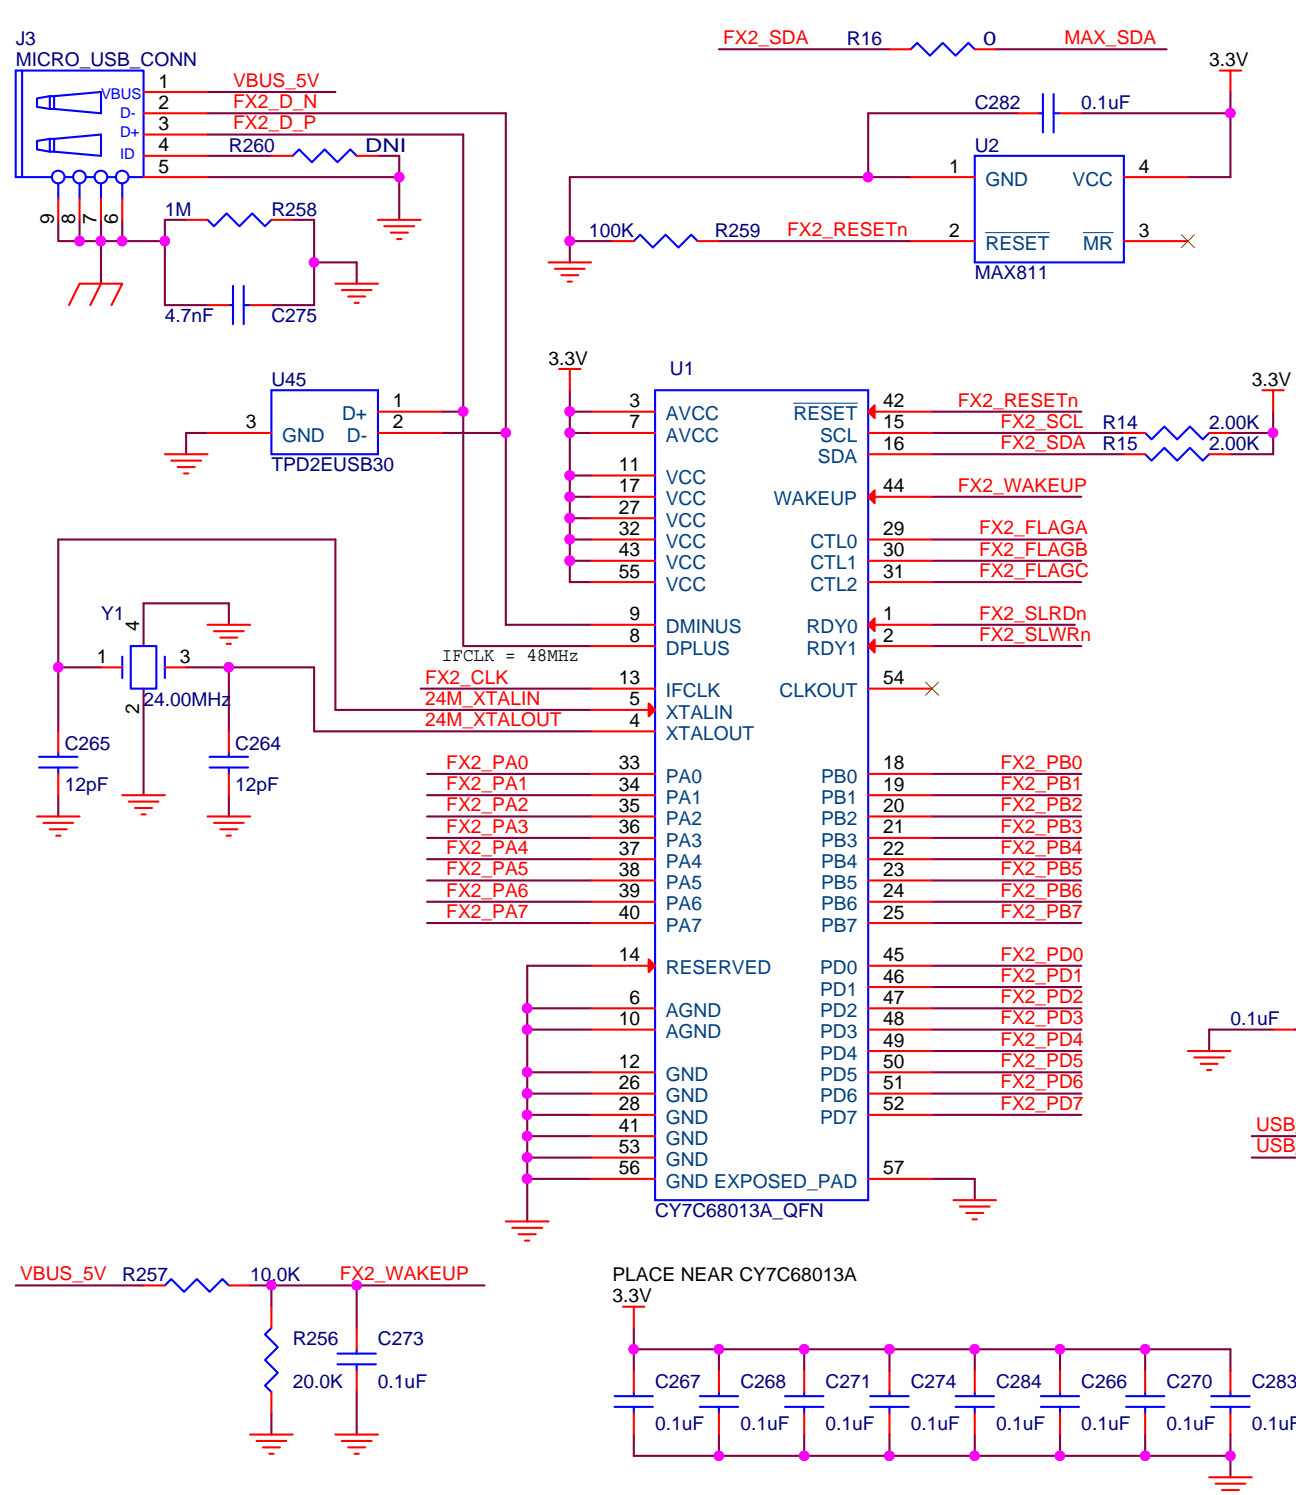 J3
MICRO_USB_CONN
VBUS 1 VBUS_5V
D- 2 FX2_D_N
D+ 3 FX2_D_P
ID 4 R260 DNI
5
9 8 7 6
1M R258
4.7nF C275
FX2_SDA R16 0 MAX_SDA
3.3V
C282 0.1uF
U2
1 GND VCC 4
100K R259 FX2_RESETn 2 RESET MR 3
MAX811
U45
D+ 1
3 GND D- 2
TPD2EUSB30
3.3V
U1
3.3V
3 AVCC RESET 42 FX2_RESETn
7 AVCC SCL 15 FX2_SCL R14 2.00K
SDA 16 FX2_SDA R15 2.00K
11 VCC
17 VCC WAKEUP 44 FX2_WAKEUP
27 VCC
32 VCC CTL0 29 FX2_FLAGA
43 VCC CTL1 30 FX2_FLAGB
55 VCC CTL2 31 FX2_FLAGC
9 DMINUS RDY0 1 FX2_SLRDn
8 DPLUS RDY1 2 FX2_SLWRn
IFCLK = 48MHz
FX2_CLK 13 IFCLK CLKOUT 54
24M_XTALIN 5 XTALIN
24M_XTALOUT 4 XTALOUT
Y1
4
1 3
2
24.00MHz
C265 C264
12pF 12pF
FX2_PA0 33 PA0 PB0 18 FX2_PB0
FX2_PA1 34 PA1 PB1 19 FX2_PB1
FX2_PA2 35 PA2 PB2 20 FX2_PB2
FX2_PA3 36 PA3 PB3 21 FX2_PB3
FX2_PA4 37 PA4 PB4 22 FX2_PB4
FX2_PA5 38 PA5 PB5 23 FX2_PB5
FX2_PA6 39 PA6 PB6 24 FX2_PB6
FX2_PA7 40 PA7 PB7 25 FX2_PB7
14 RESERVED PD0 45 FX2_PD0
PD1 46 FX2_PD1
6 AGND PD2 47 FX2_PD2
10 AGND PD3 48 FX2_PD3
PD4 49 FX2_PD4
12 GND PD5 50 FX2_PD5
26 GND PD6 51 FX2_PD6
28 GND PD7 52 FX2_PD7
41 GND
53 GND
56 GND EXPOSED_PAD 57
CY7C68013A_QFN
0.1uF
USB
USB
VBUS_5V R257 10.0K FX2_WAKEUP
R256 C273
20.0K 0.1uF
PLACE NEAR CY7C68013A
3.3V
C267 C268 C271 C274 C284 C266 C270 C283
0.1uF 0.1uF 0.1uF 0.1uF 0.1uF 0.1uF 0.1uF 0.1uF